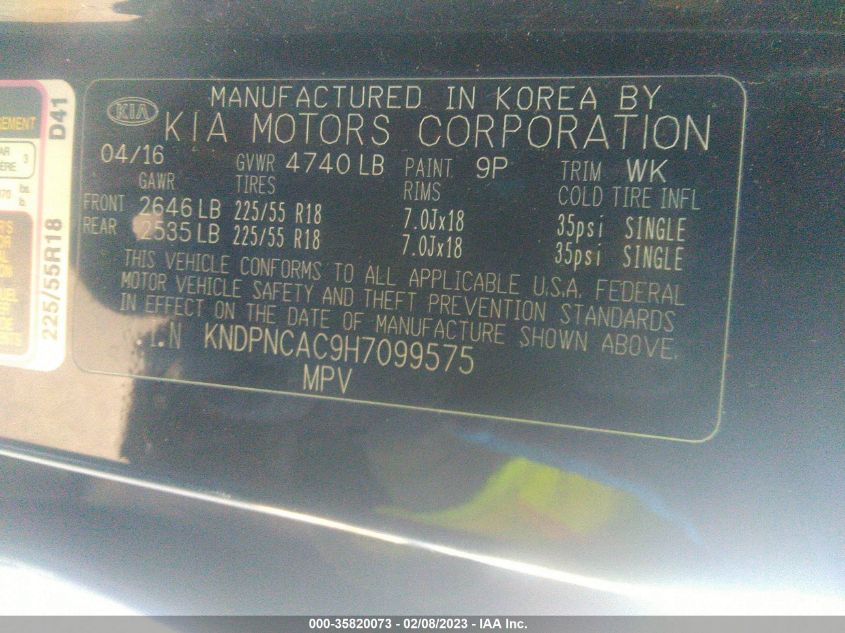 KIA
MANUFACTURED IN KOREA BY
KIA MOTORS CORPORATION
04/16 GVWR 4740 LB PAINT 9P TRIM WK
GAWR TIRES RIMS COLD TIRE INFL
FRONT 2646 LB 225/55 R18 7.0Jx18 35psi SINGLE
REAR 2535 LB 225/55 R18 7.0Jx18 35psi SINGLE
THIS VEHICLE CONFORMS TO ALL APPLICABLE U.S.A. FEDERAL
MOTOR VEHICLE SAFETY AND THEFT PREVENTION STANDARDS
IN EFFECT ON THE DATE OF MANUFACTURE SHOWN ABOVE.
.I.N KNDPNCAC9H7099575
MPV
225/55R18 D41
000-35820073 - 02/08/2023 - IAA Inc.